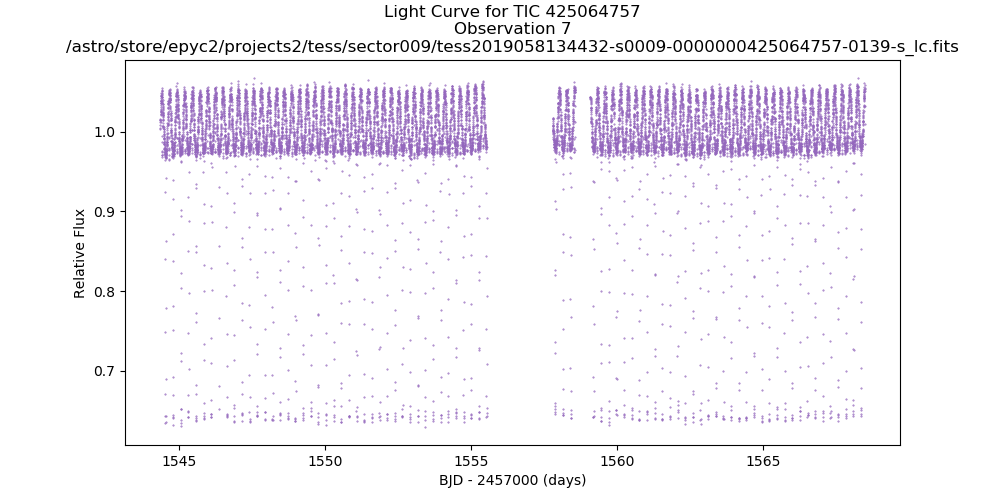 Light Curve for TIC 425064757
Observation 7
/astro/store/epyc2/projects2/tess/sector009/tess2019058134432-s0009-0000000425064757-0139-s_lc.fits
1.0
0.9
0.8
0.7
Relative Flux
1545
1550
1555
1560
1565
BJD - 2457000 (days)